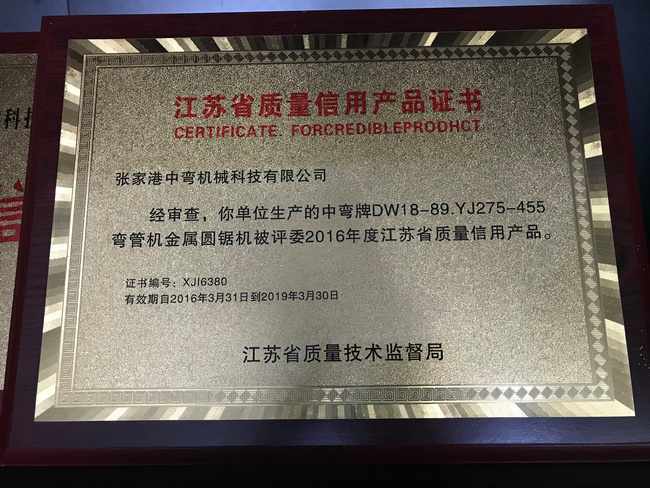 江苏省质量信用产品证书
CERTIFICATE. FORCREDIBLEPRODHCT
张家港中弯机械科技有限公司
经审查，你单位生产的中弯牌DW18-89.YJ275-455
弯管机金属圆锯机被评委2016年度江苏省质量信用产品。
证书编号：XJI6380
有效期自2016年3月31日到2019年3月30日
江苏省质量技术监督局
科技
信